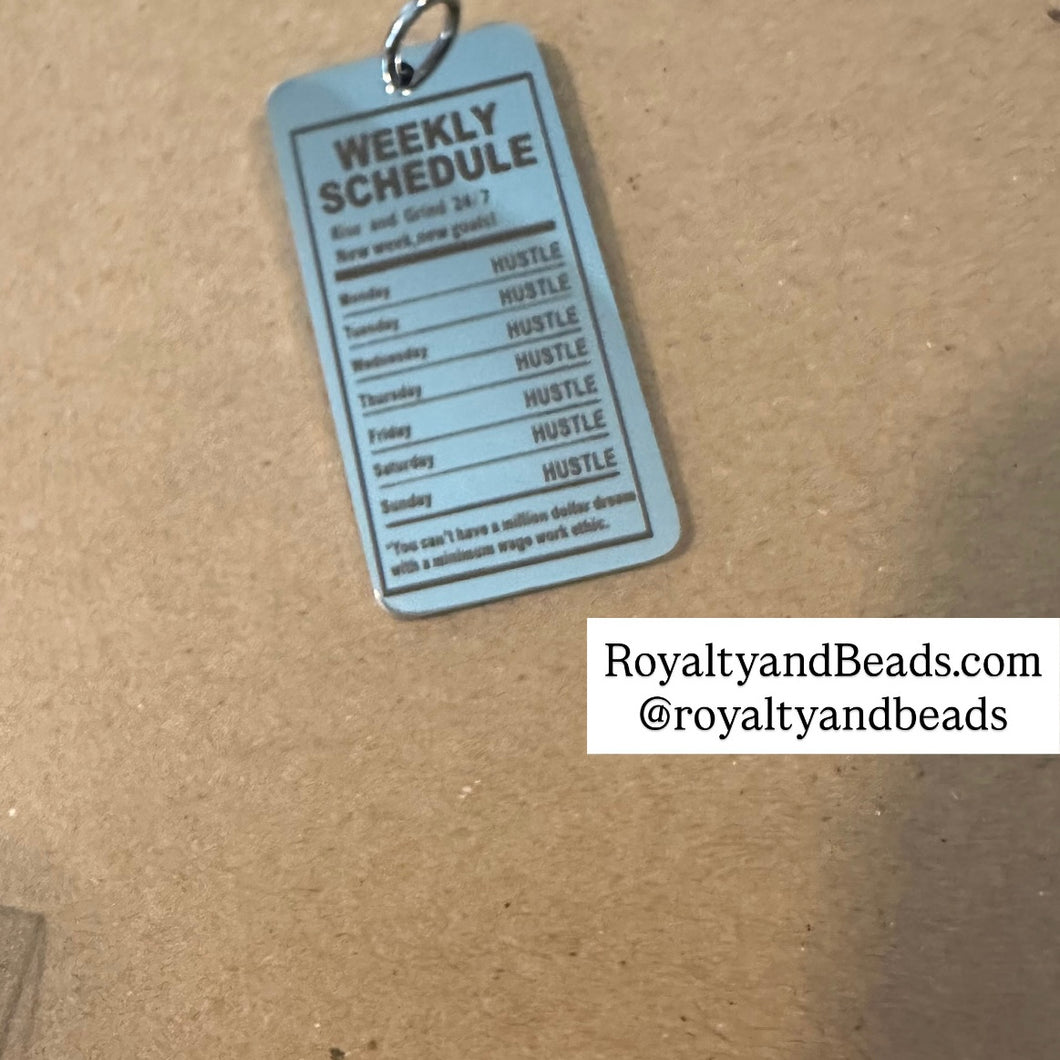 WEEKLY
SCHEDULE
Rise and Grind 24/7
New week, new goals!
Monday HUSTLE
Tuesday HUSTLE
Wednesday HUSTLE
Thursday HUSTLE
Friday HUSTLE
Saturday HUSTLE
Sunday HUSTLE
"You can't have a million dollar dream
with a minimum wage work ethic.
RoyaltyandBeads.com
@royaltyandbeads